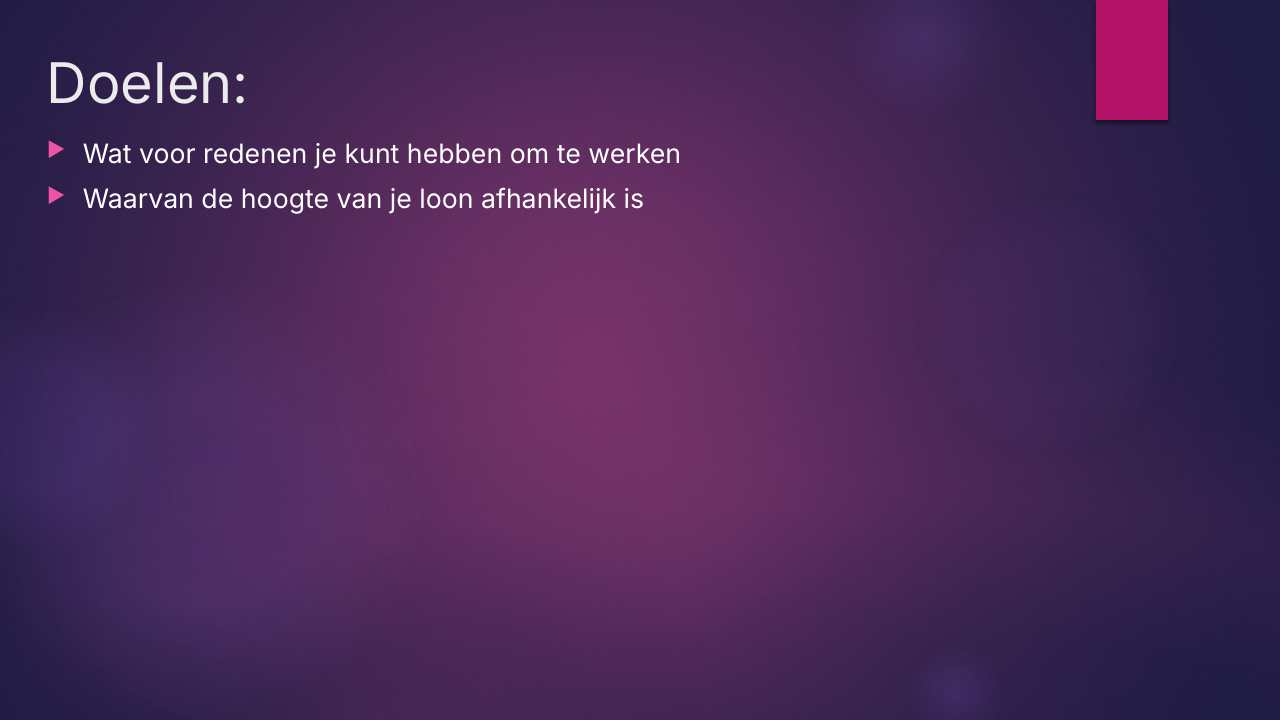 Doelen:
Wat voor redenen je kunt hebben om te werken
Waarvan de hoogte van je loon afhankelijk is